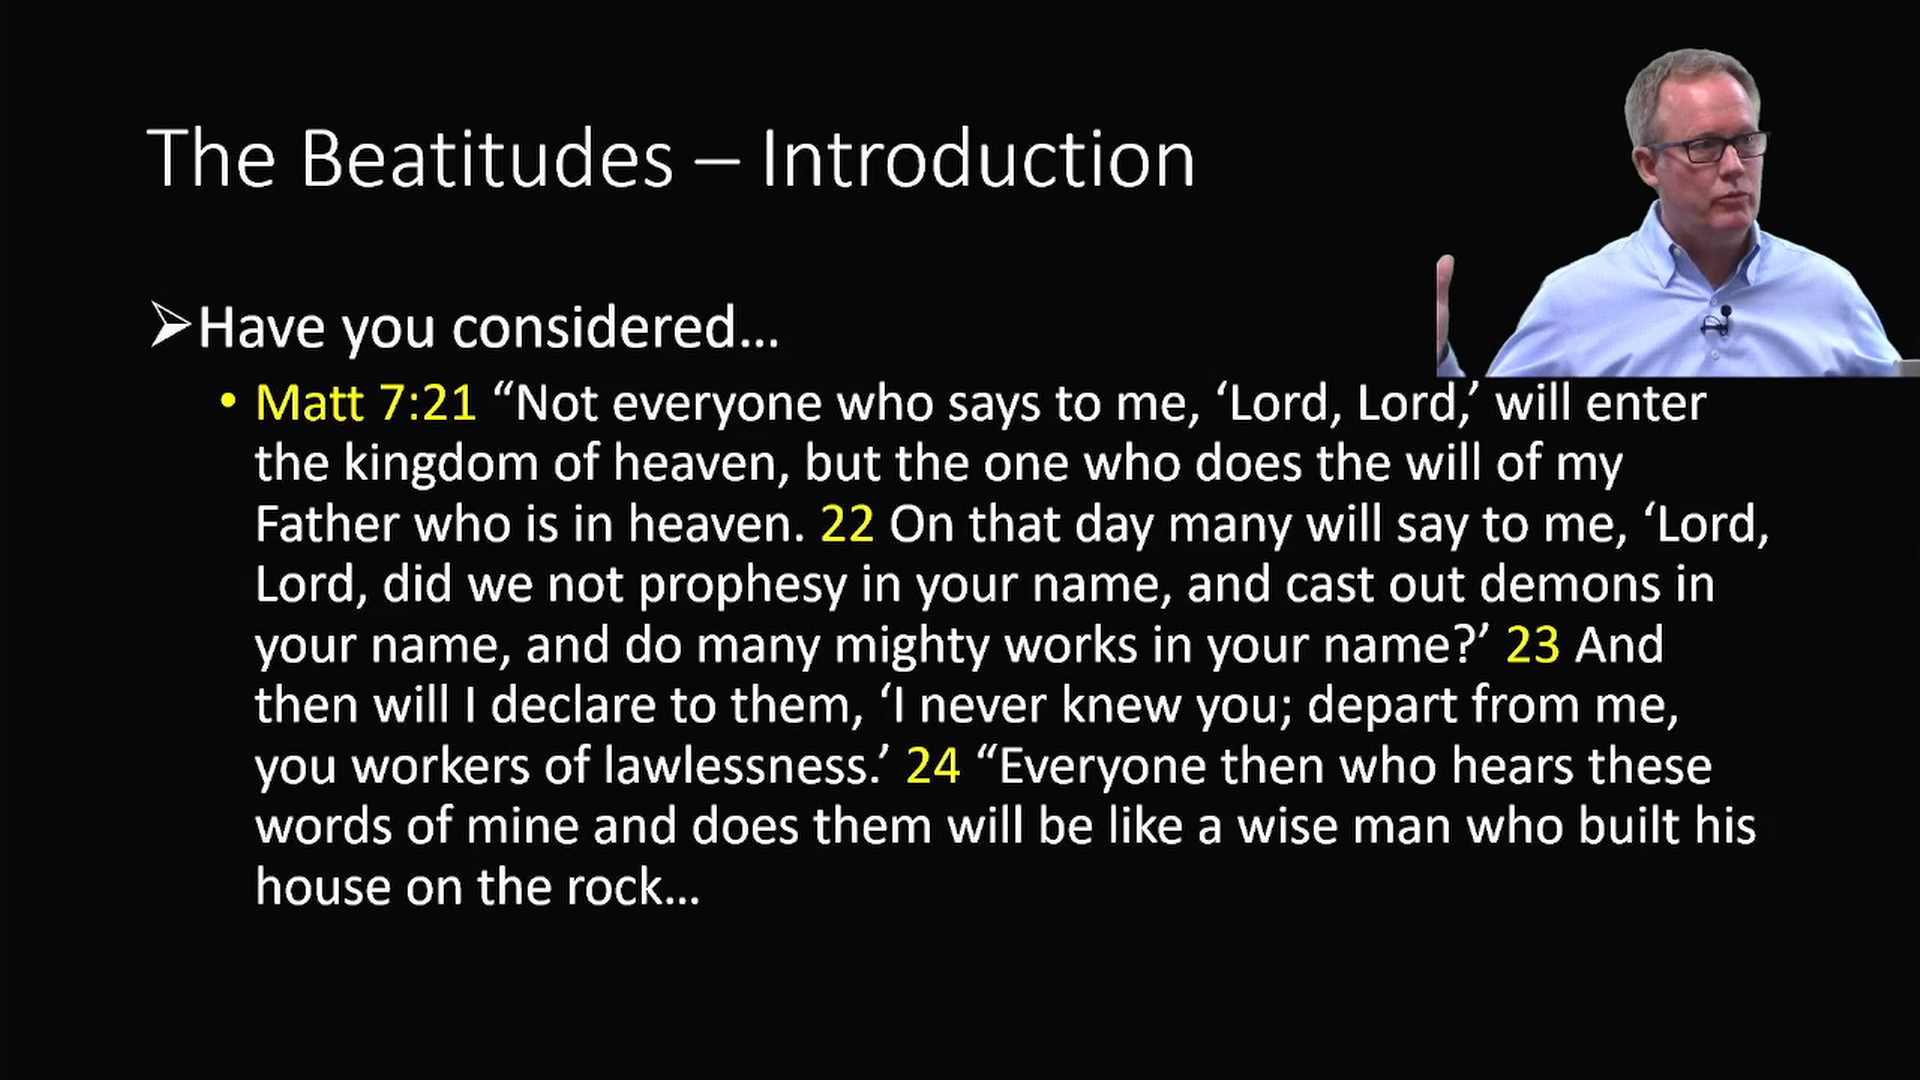 The Beatitudes – Introduction
Have you considered...
• Matt 7:21 “Not everyone who says to me, ‘Lord, Lord,’ will enter
the kingdom of heaven, but the one who does the will of my
Father who is in heaven. 22 On that day many will say to me, ‘Lord,
Lord, did we not prophesy in your name, and cast out demons in
your name, and do many mighty works in your name?’ 23 And
then will I declare to them, ‘I never knew you; depart from me,
you workers of lawlessness.’ 24 “Everyone then who hears these
words of mine and does them will be like a wise man who built his
house on the rock...